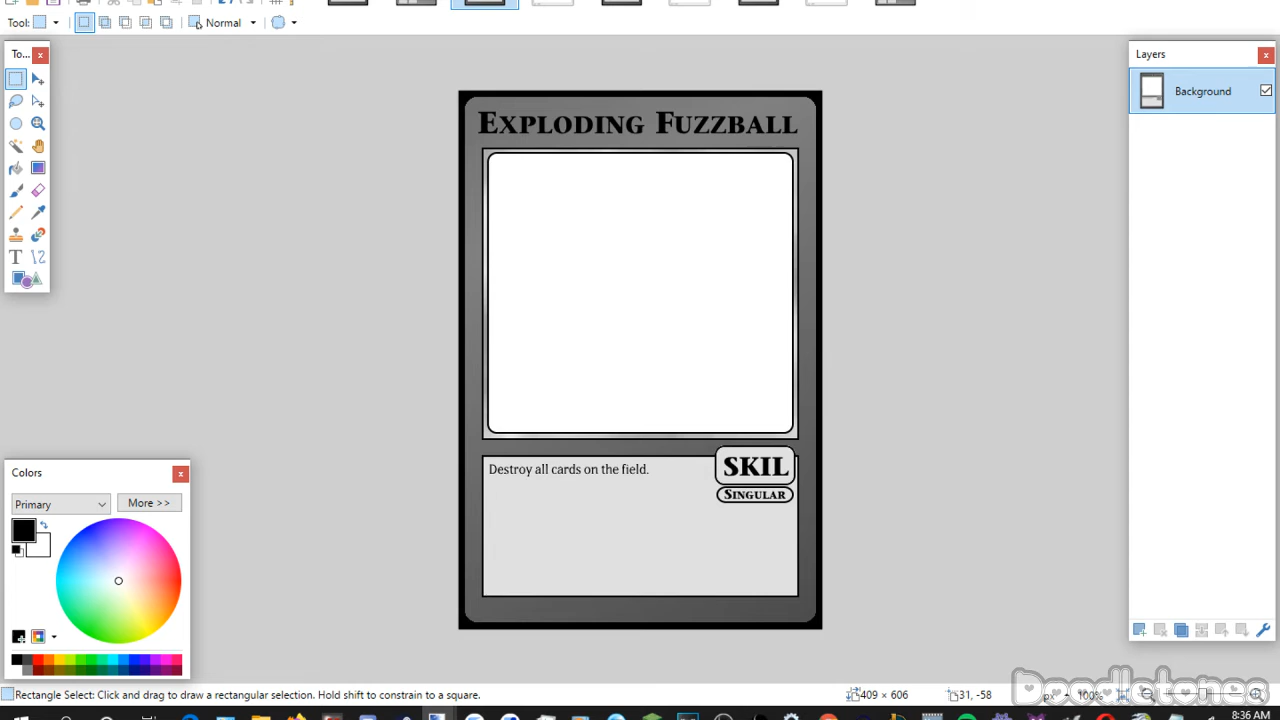 Tool:
Normal
To...
Layers
Background
Exploding Fuzzball
Destroy all cards on the field.
SKIL
Singular
Colors
Primary
More >>
Rectangle Select: Click and drag to draw a rectangular selection. Hold shift to constrain to a square.
409 × 606
31, -58
px
100%
Doodletones
8:36 AM